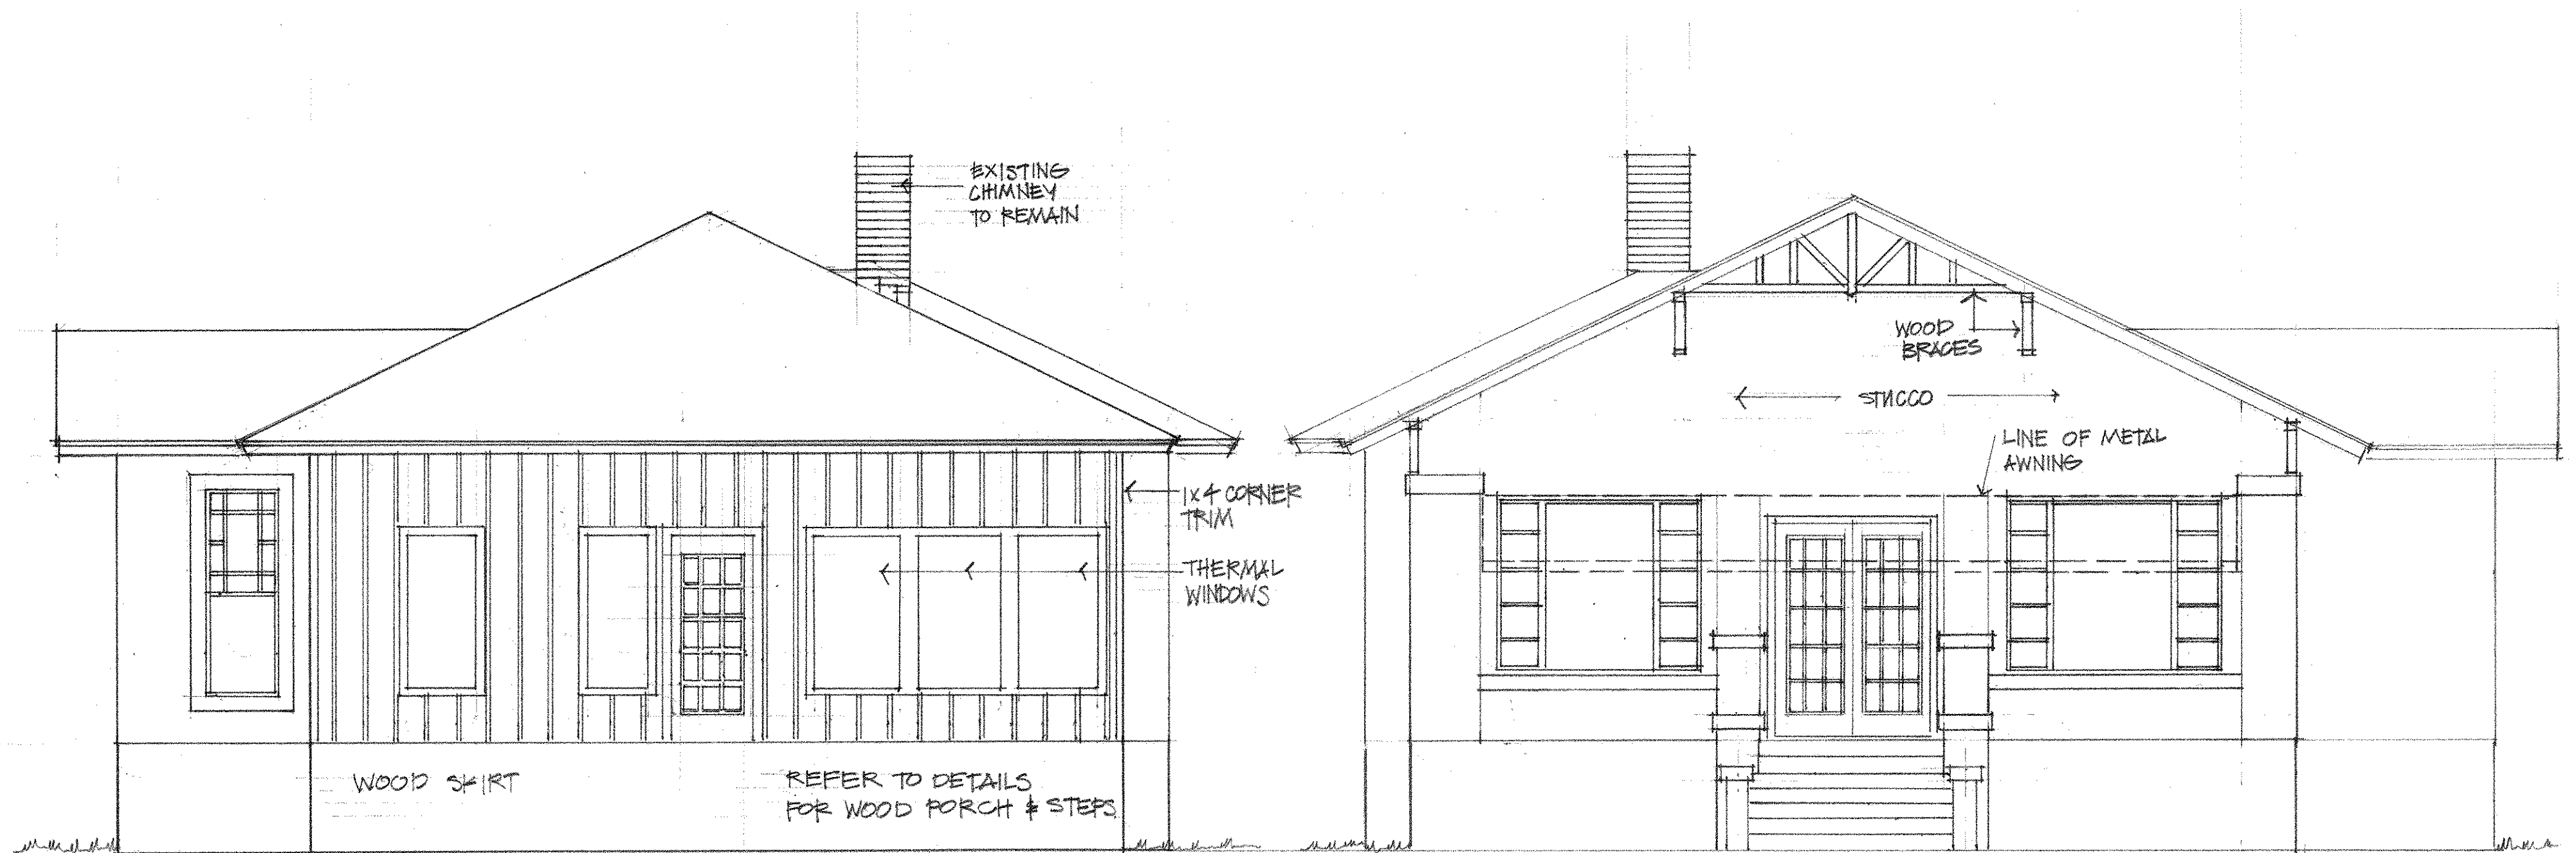 EXISTING
CHIMNEY
TO REMAIN
1x4 CORNER
TRIM
THERMAL
WINDOWS
WOOD SKIRT
REFER TO DETAILS
FOR WOOD PORCH & STEPS
WOOD
BRACES
STUCCO
LINE OF METAL
AWNING